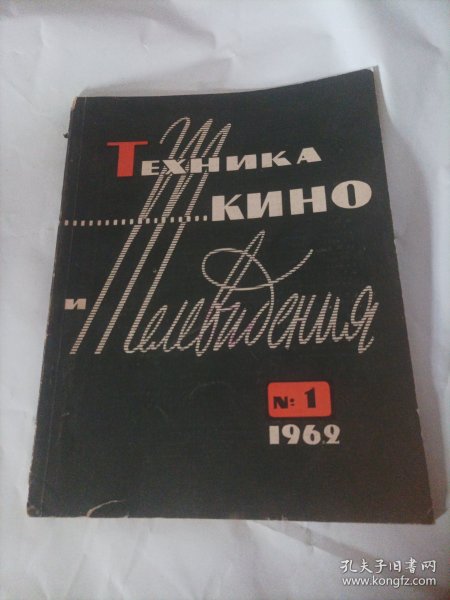 Техника
кино
и Телевидения
№ 1
1962
孔夫子旧书网
www.kongfz.com